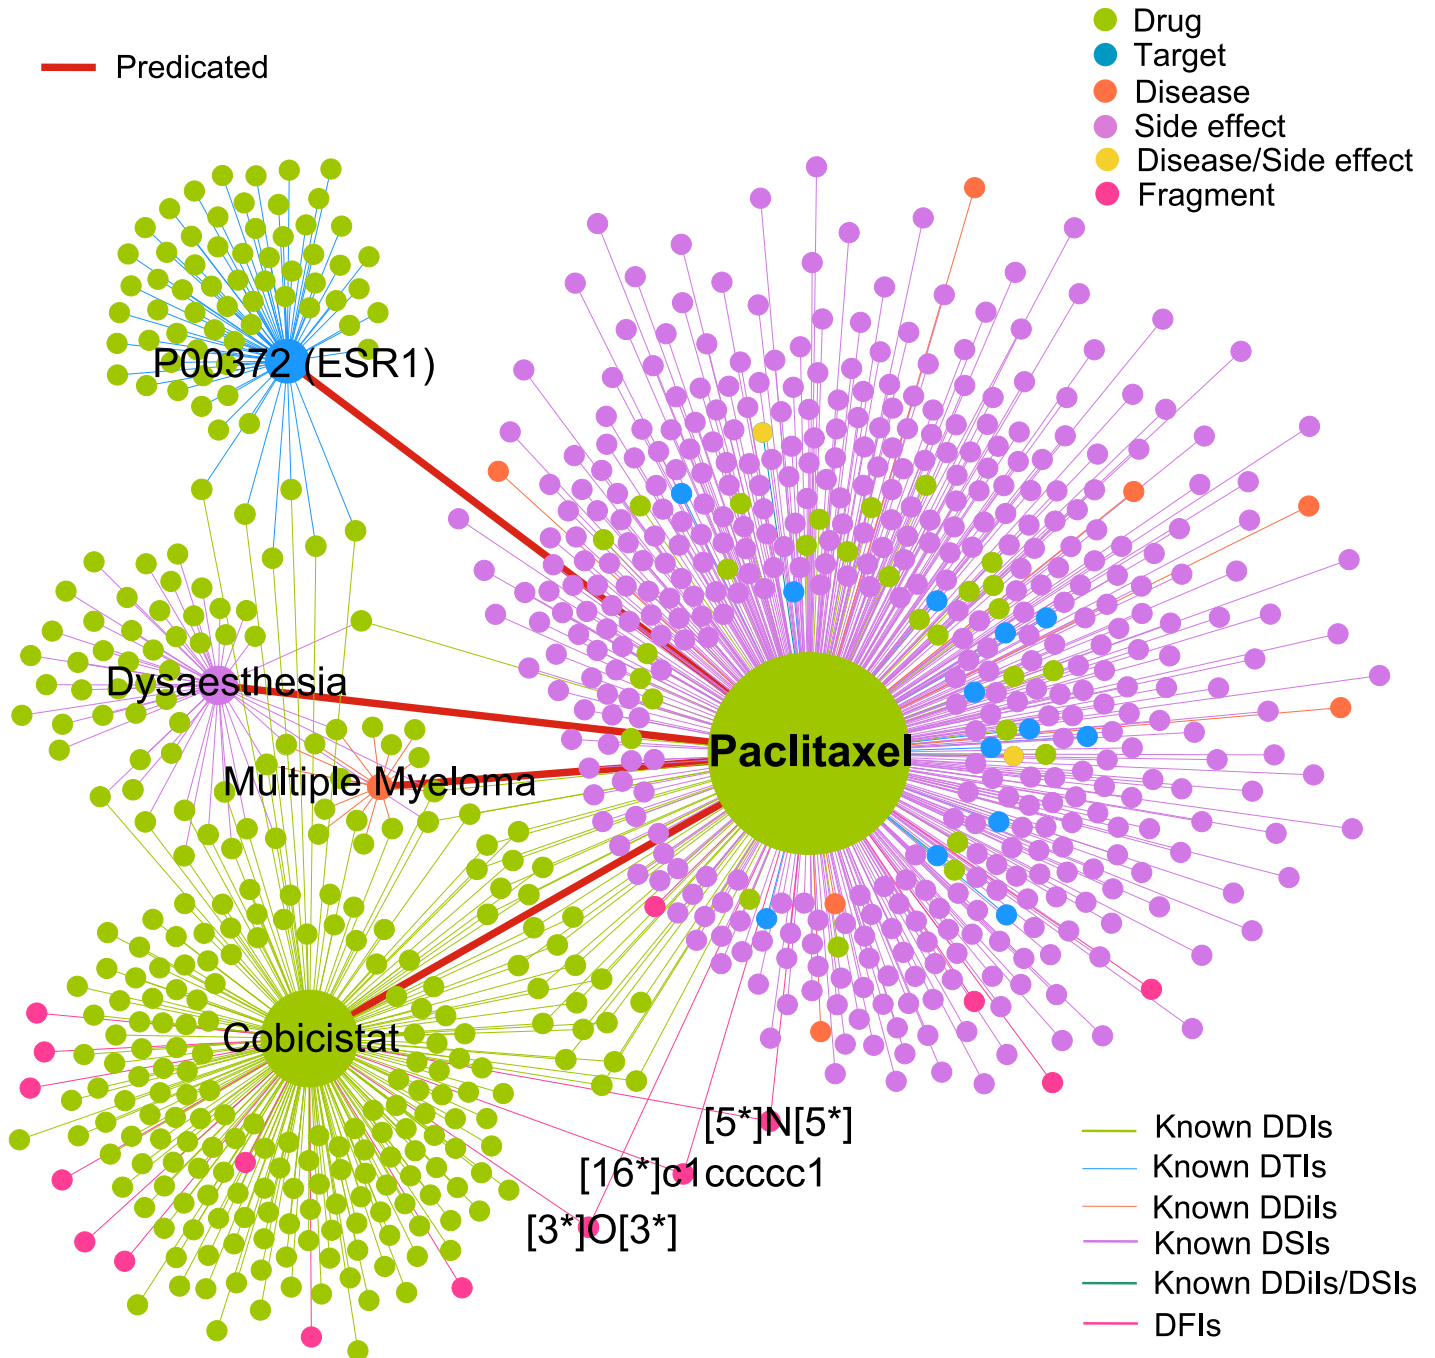 Predicated
Drug
Target
Disease
Side effect
Disease/Side effect
Fragment
P00372 (ESR1)
Dysaesthesia
Multiple Myeloma
Paclitaxel
Cobicistat
[5*]N[5*]
[16*]c1ccccc1
[3*]O[3*]
Known DDIs
Known DTIs
Known DDiIs
Known DSIs
Known DDiIs/DSIs
DFIs